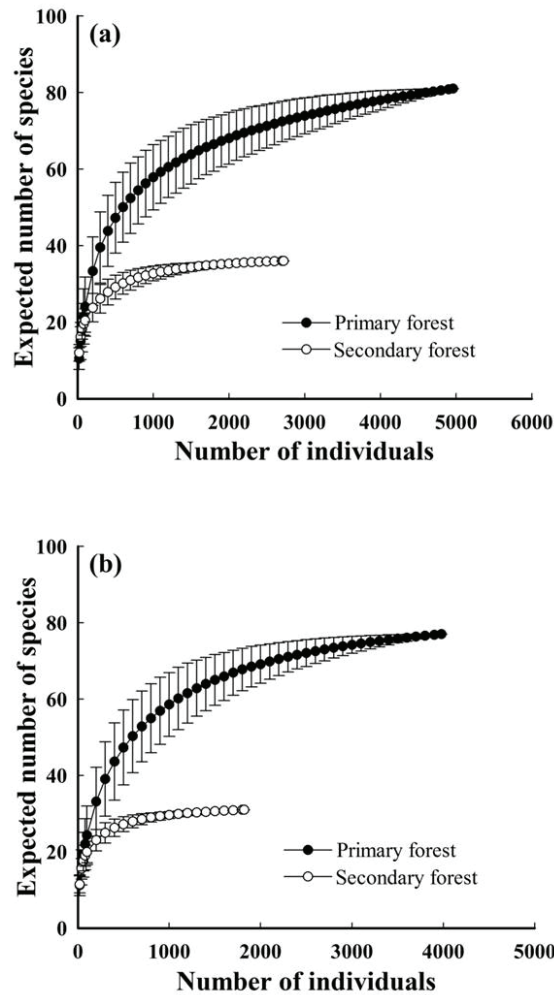 (a)
Expected number of species
100
80
60
40
20
0
Primary forest
Secondary forest
0 1000 2000 3000 4000 5000 6000
Number of individuals
(b)
Expected number of species
100
80
60
40
20
0
Primary forest
Secondary forest
0 1000 2000 3000 4000 5000
Number of individuals